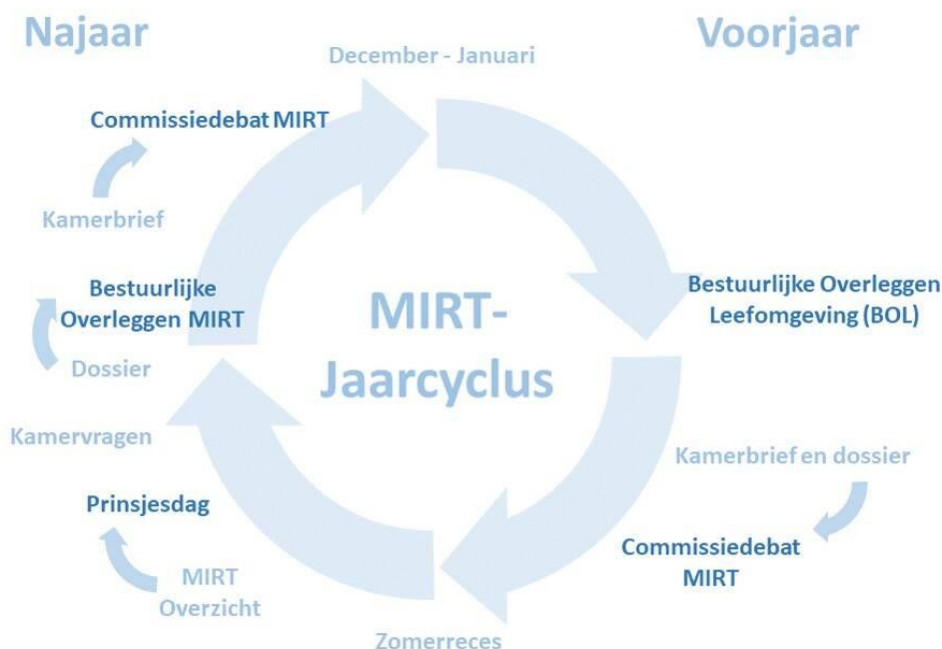 Najaar
Voorjaar
December - Januari
Commissiedebat MIRT
Kamerbrief
Bestuurlijke
Overleggen MIRT
Dossier
Kamervragen
Prinsjesdag
MIRT
Overzicht
MIRT-
Jaarcyclus
Bestuurlijke Overleggen
Leefomgeving (BOL)
Kamerbrief en dossier
Commissiedebat
MIRT
Zomerreces